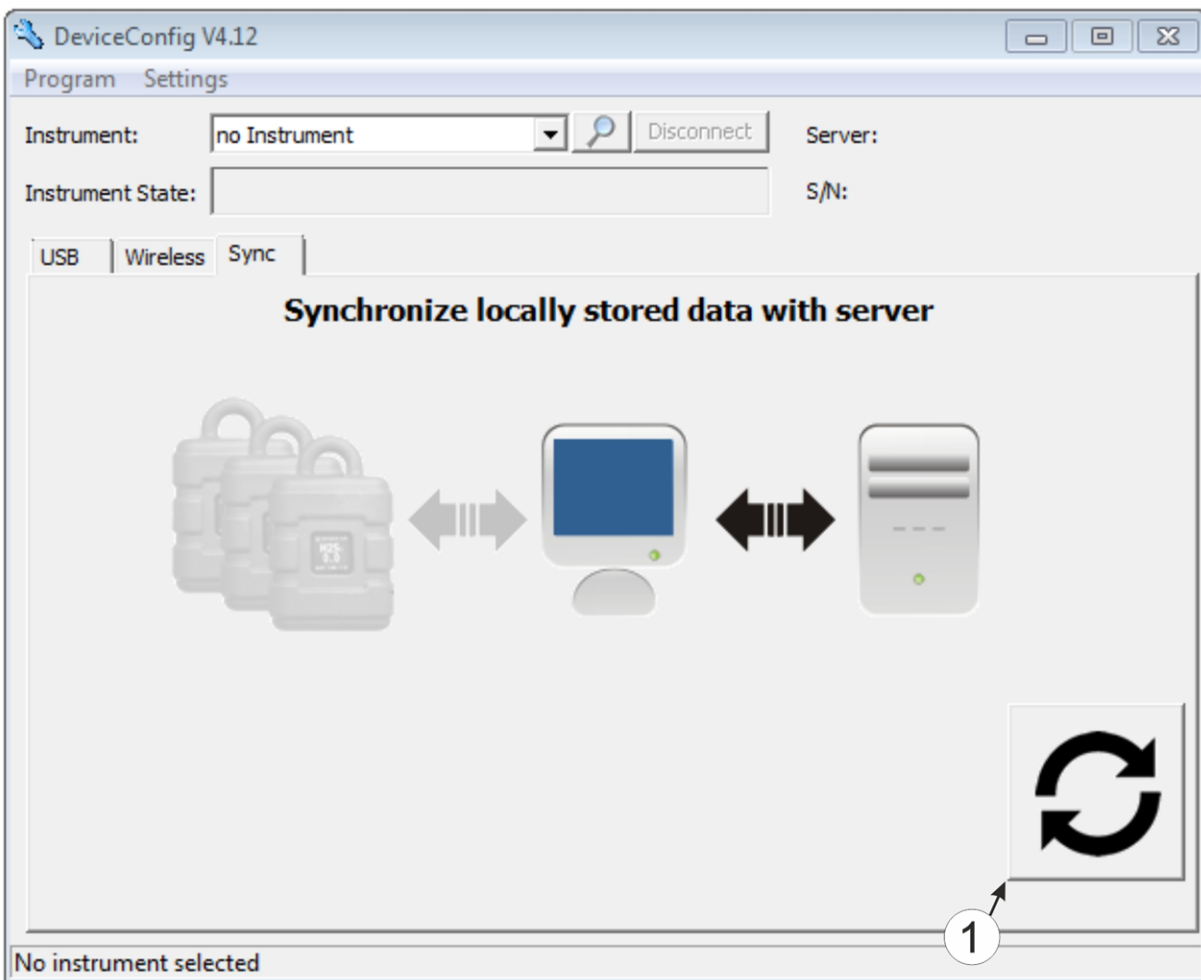 DeviceConfig V4.12
Program Settings
Instrument: no Instrument Disconnect Server:
Instrument State: S/N:
USB Wireless Sync
Synchronize locally stored data with server
1
No instrument selected